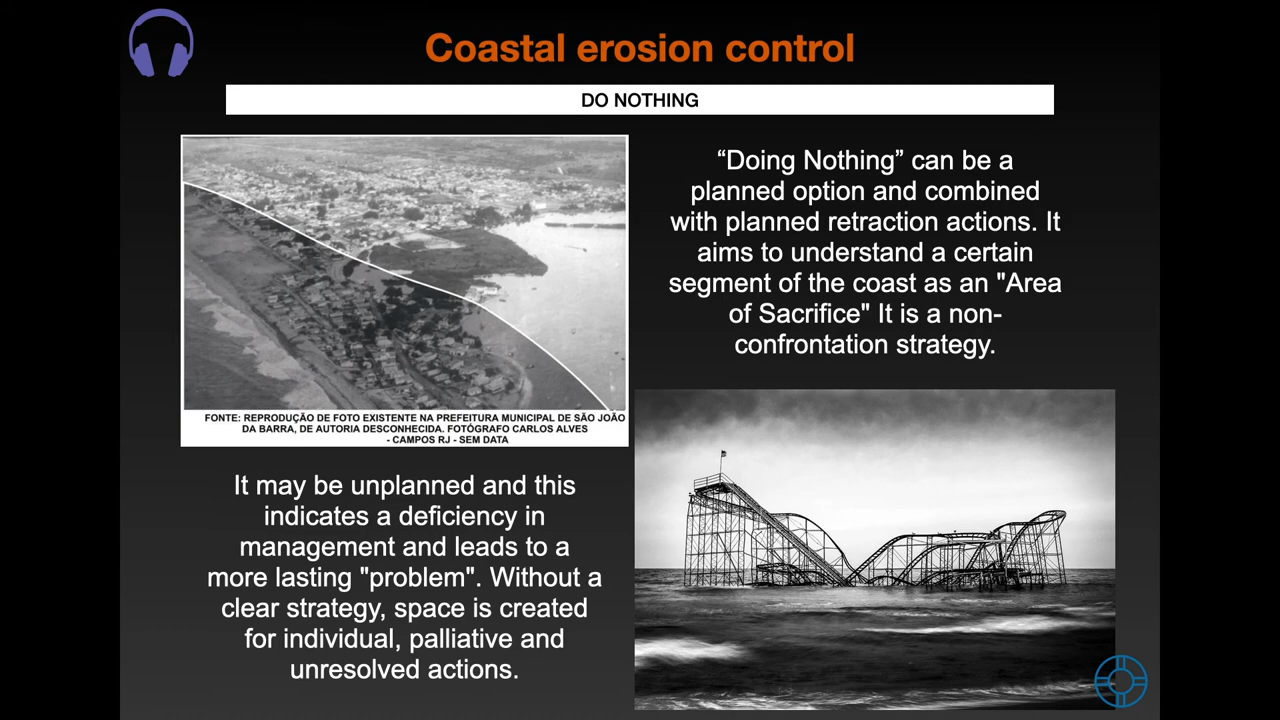 Coastal erosion control
DO NOTHING
“Doing Nothing” can be a
planned option and combined
with planned retraction actions. It
aims to understand a certain
segment of the coast as an "Area
of Sacrifice" It is a non-
confrontation strategy.
FONTE: REPRODUÇÃO DE FOTO EXISTENTE NA PREFEITURA MUNICIPAL DE SÃO JOÃO
DA BARRA, DE AUTORIA DESCONHECIDA. FOTÓGRAFO CARLOS ALVES
- CAMPOS RJ - SEM DATA
It may be unplanned and this
indicates a deficiency in
management and leads to a
more lasting "problem". Without a
clear strategy, space is created
for individual, palliative and
unresolved actions.